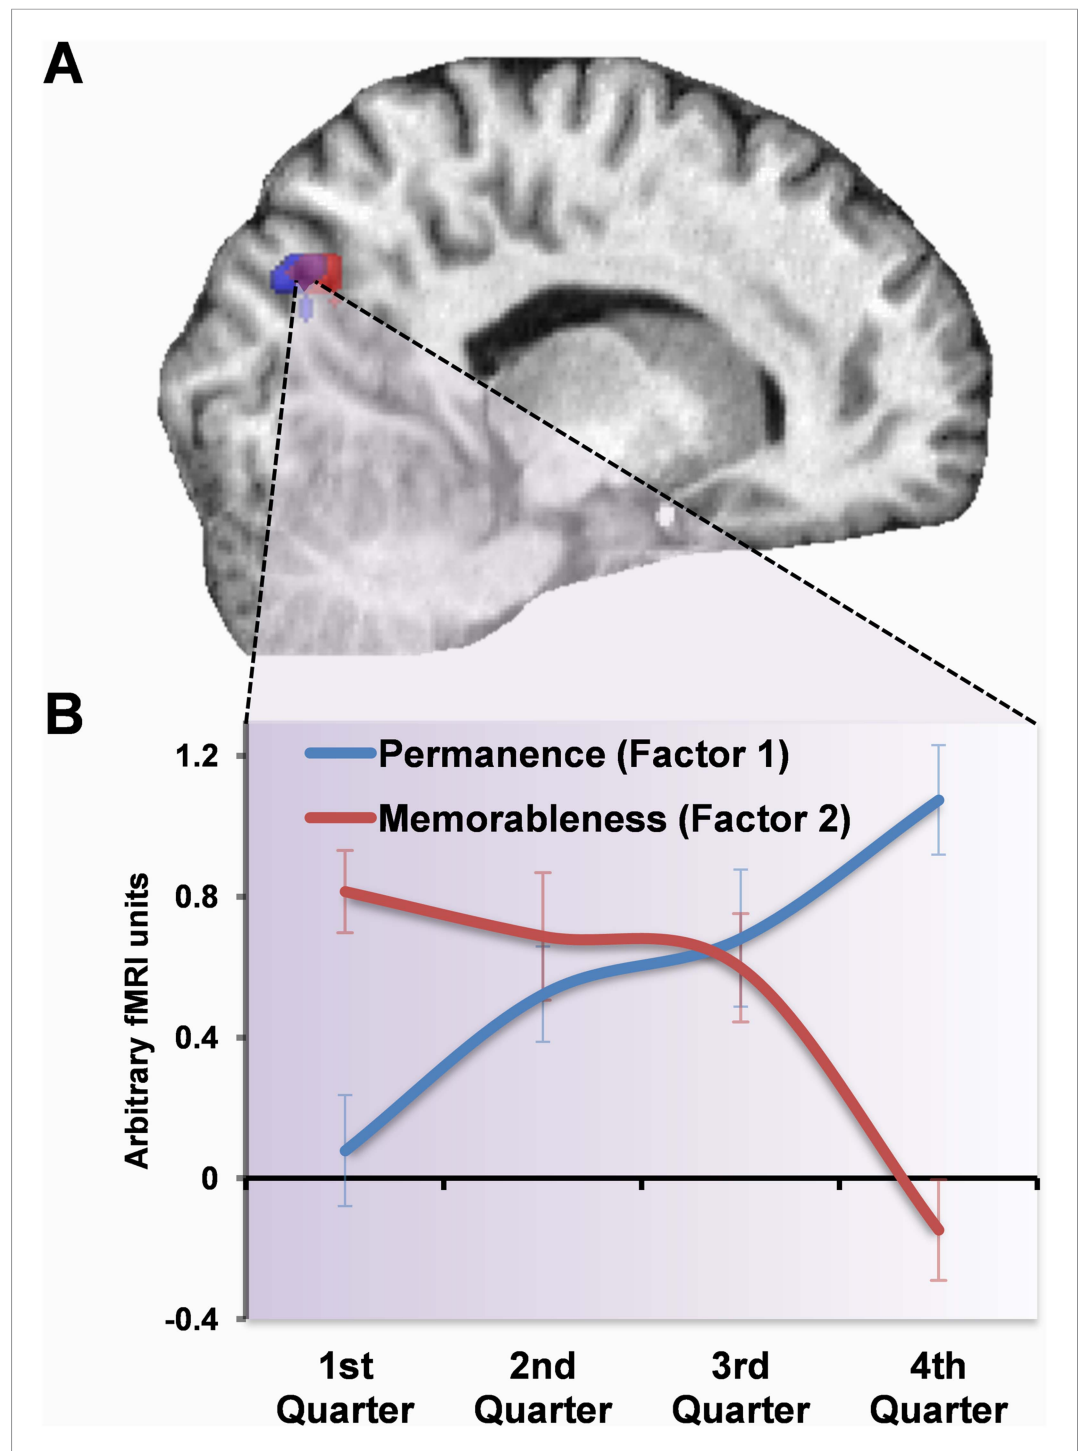 A
B
Permanence (Factor 1)
Memorableness (Factor 2)
Arbitrary fMRI units
1.2
0.8
0.4
0
-0.4
1st Quarter
2nd Quarter
3rd Quarter
4th Quarter